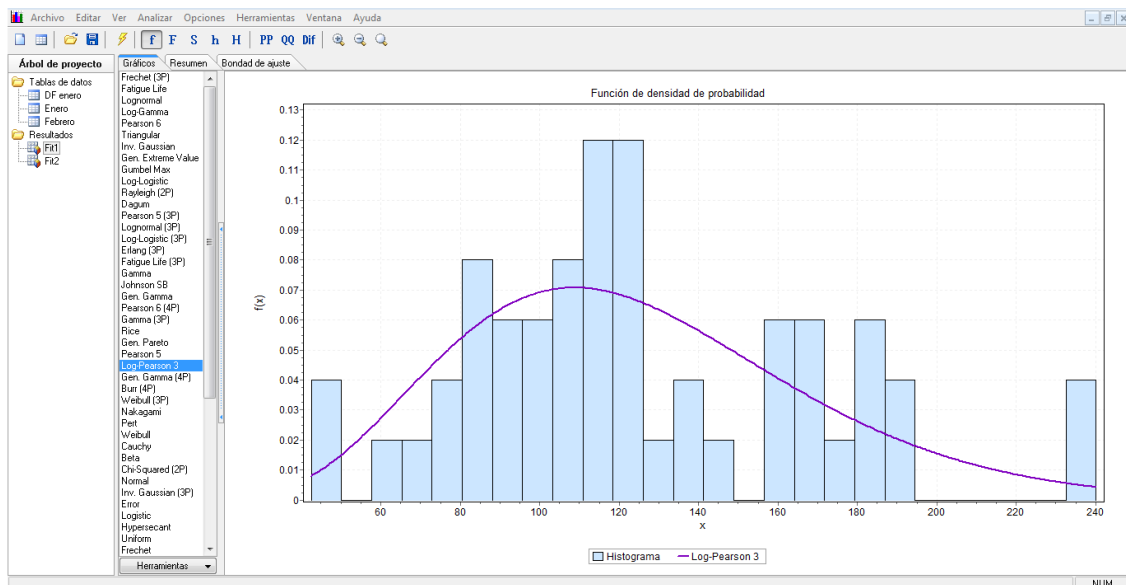 Archivo Editar Ver Analizar Opciones Herramientas Ventana Ayuda
f F S h H PP QQ Dif
Árbol de proyecto
Tablas de datos
DF enero
Enero
Febrero
Resultados
Fit1
Fit2
Gráficos Resumen Bondad de ajuste
Frechet (3P)
Fatigue Life
Lognormal
Log-Gamma
Pearson 6
Triangular
Inv. Gaussian
Gen. Extreme Value
Gumbel Max
Log-Logistic
Rayleigh (2P)
Dagum
Pearson 5 (3P)
Lognormal (3P)
Log-Logistic (3P)
Erlang (3P)
Fatigue Life (3P)
Gamma
Johnson SB
Gen. Gamma
Pearson 6 (4P)
Gamma (3P)
Rice
Gen. Pareto
Pearson 5
Log-Pearson 3
Gen. Gamma (4P)
Burr (4P)
Weibull (3P)
Nakagami
Pert
Weibull
Cauchy
Beta
Chi-Squared (2P)
Normal
Inv. Gaussian (3P)
Error
Logistic
Hypersecant
Uniform
Frechet
Herramientas
Función de densidad de probabilidad
f(x)
0.13
0.12
0.11
0.1
0.09
0.08
0.07
0.06
0.05
0.04
0.03
0.02
0.01
0
60 80 100 120 140 160 180 200 220 240
x
Histograma Log-Pearson 3
NUM